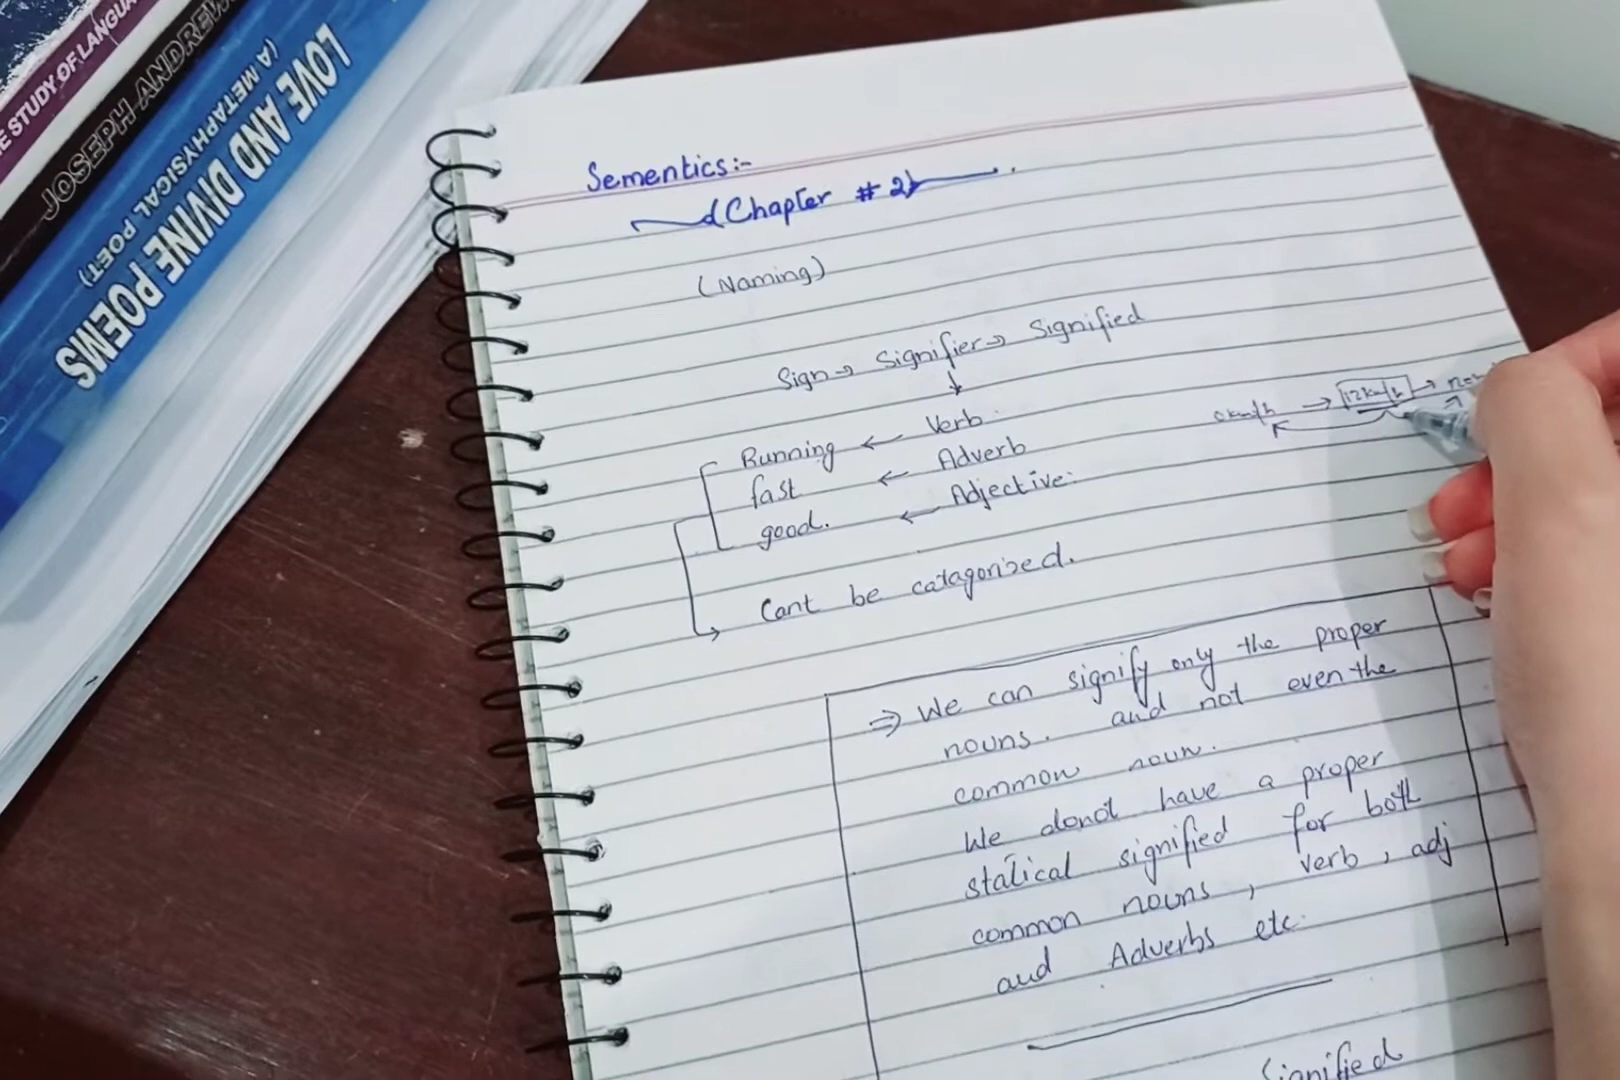 E STUDY OF LANGUA
JOSEPH ANDREW
LOVE AND DIVINE POEMS
(A METAPHYSICAL POET)
Sementics:-
(Chapter # 2)
(Naming)
Sign → Signifier → Signified
↓
Running ← Verb
fast ← Adverb
good. ← Adjective:
0km/h → 12km/h →
Cant be catagorized.
⇒ We can signify only the proper
nouns. and not even the
common noun.
We donot have a proper
statical signified for both
common nouns, verb, adj
and Adverbs etc.
Signified